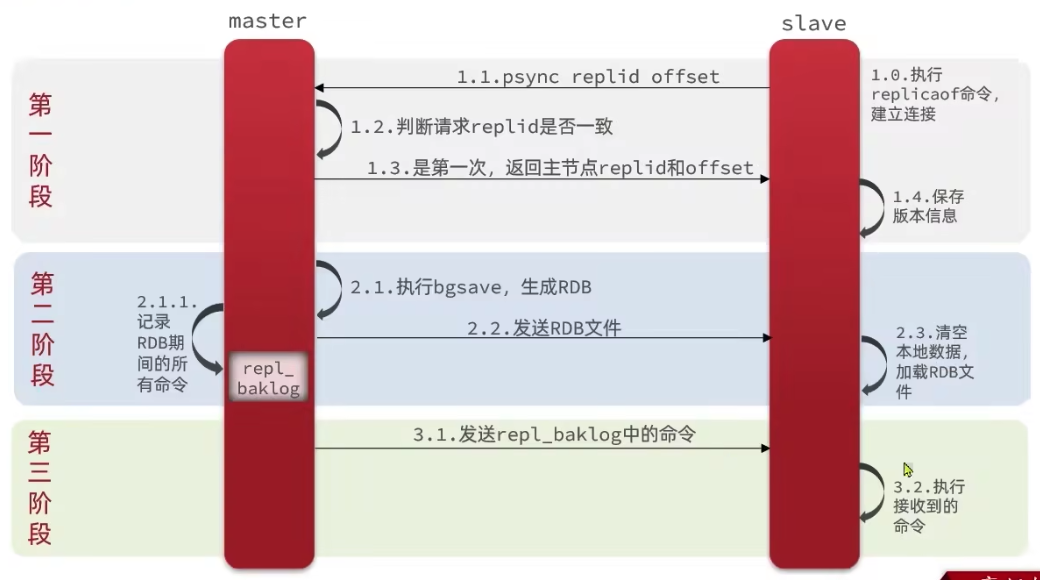 master
slave
第一阶段
1.0.执行
replicaof命令,
建立连接
1.1.psync replid offset
1.2.判断请求replid是否一致
1.3.是第一次，返回主节点replid和offset
1.4.保存
版本信息
第二阶段
2.1.执行bgsave，生成RDB
2.1.1.
记录
RDB期
间的所
有命令
repl_
baklog
2.2.发送RDB文件
2.3.清空
本地数据，
加载RDB文
件
第三阶段
3.1.发送repl_baklog中的命令
3.2.执行
接收到的
命令